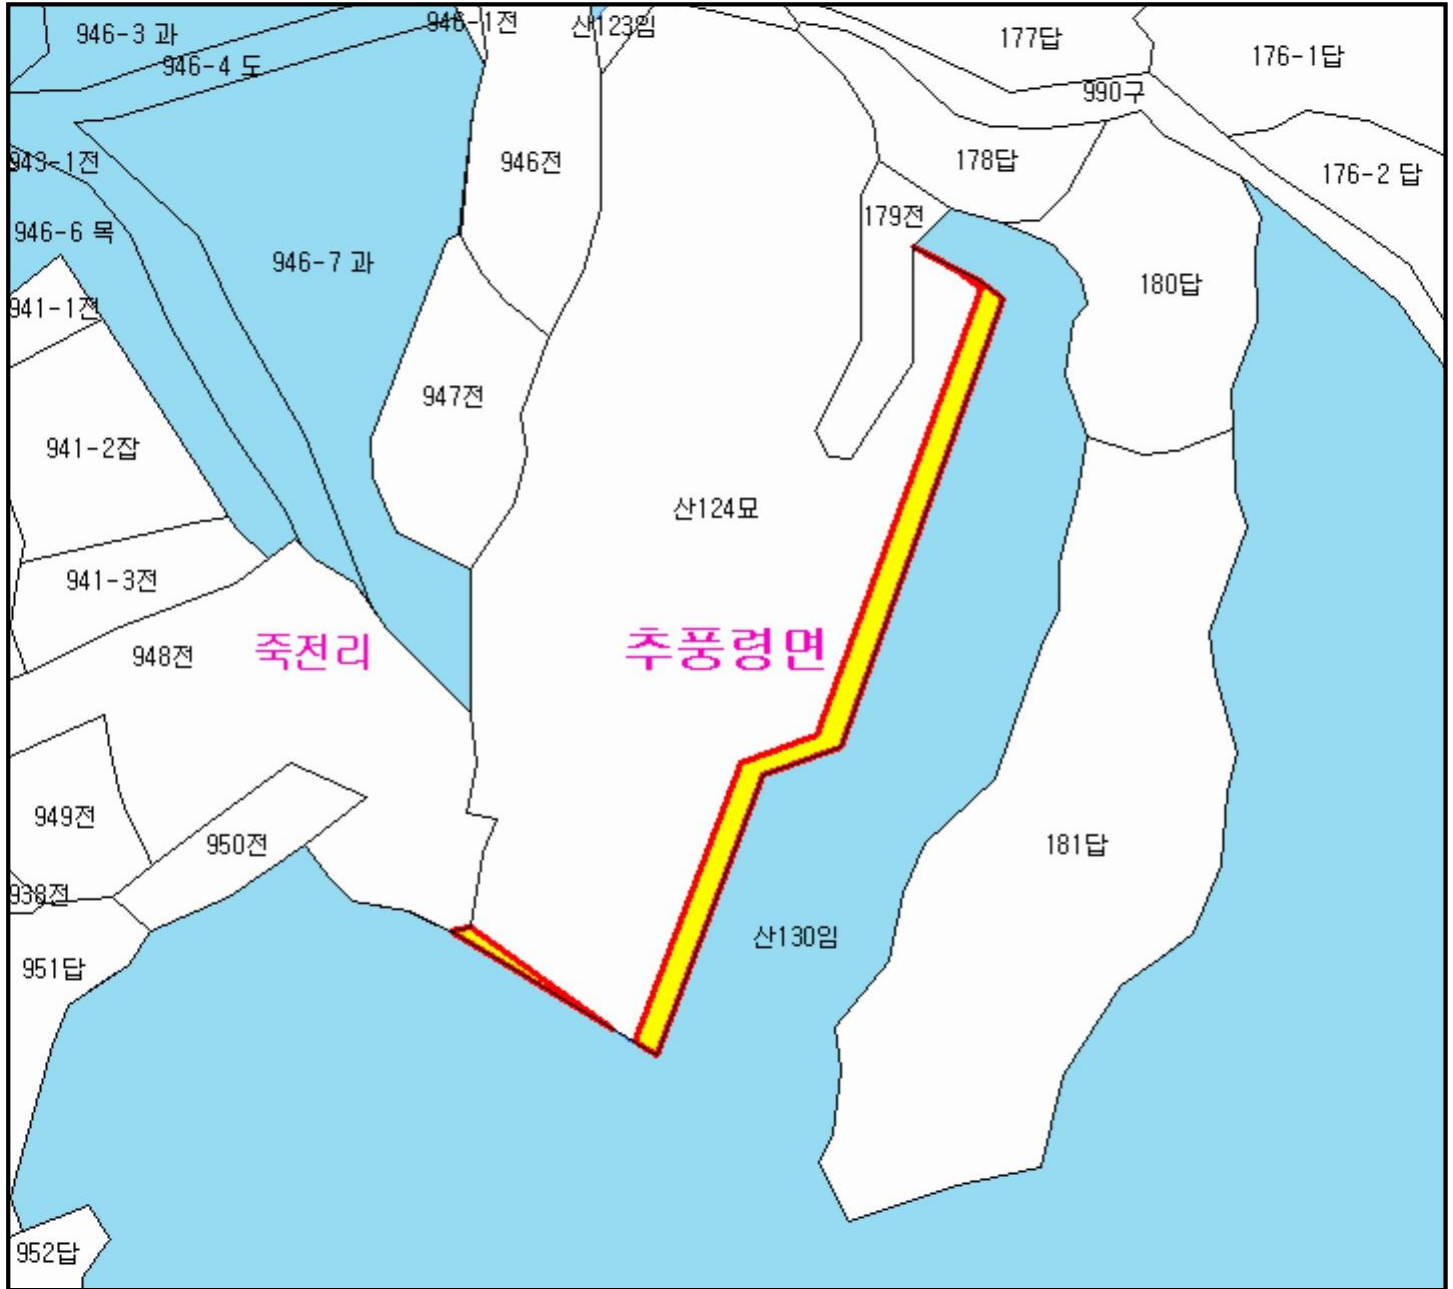 946-3 과
946-1전
산123임
177답
176-1답
946-4 도
990구
943-1전
946전
178답
176-2 답
179전
946-6 목
946-7 과
180답
941-1전
947전
941-2잡
산124묘
941-3전
948전
죽전리
추풍령면
949전
950전
181답
938전
산130임
951답
952답